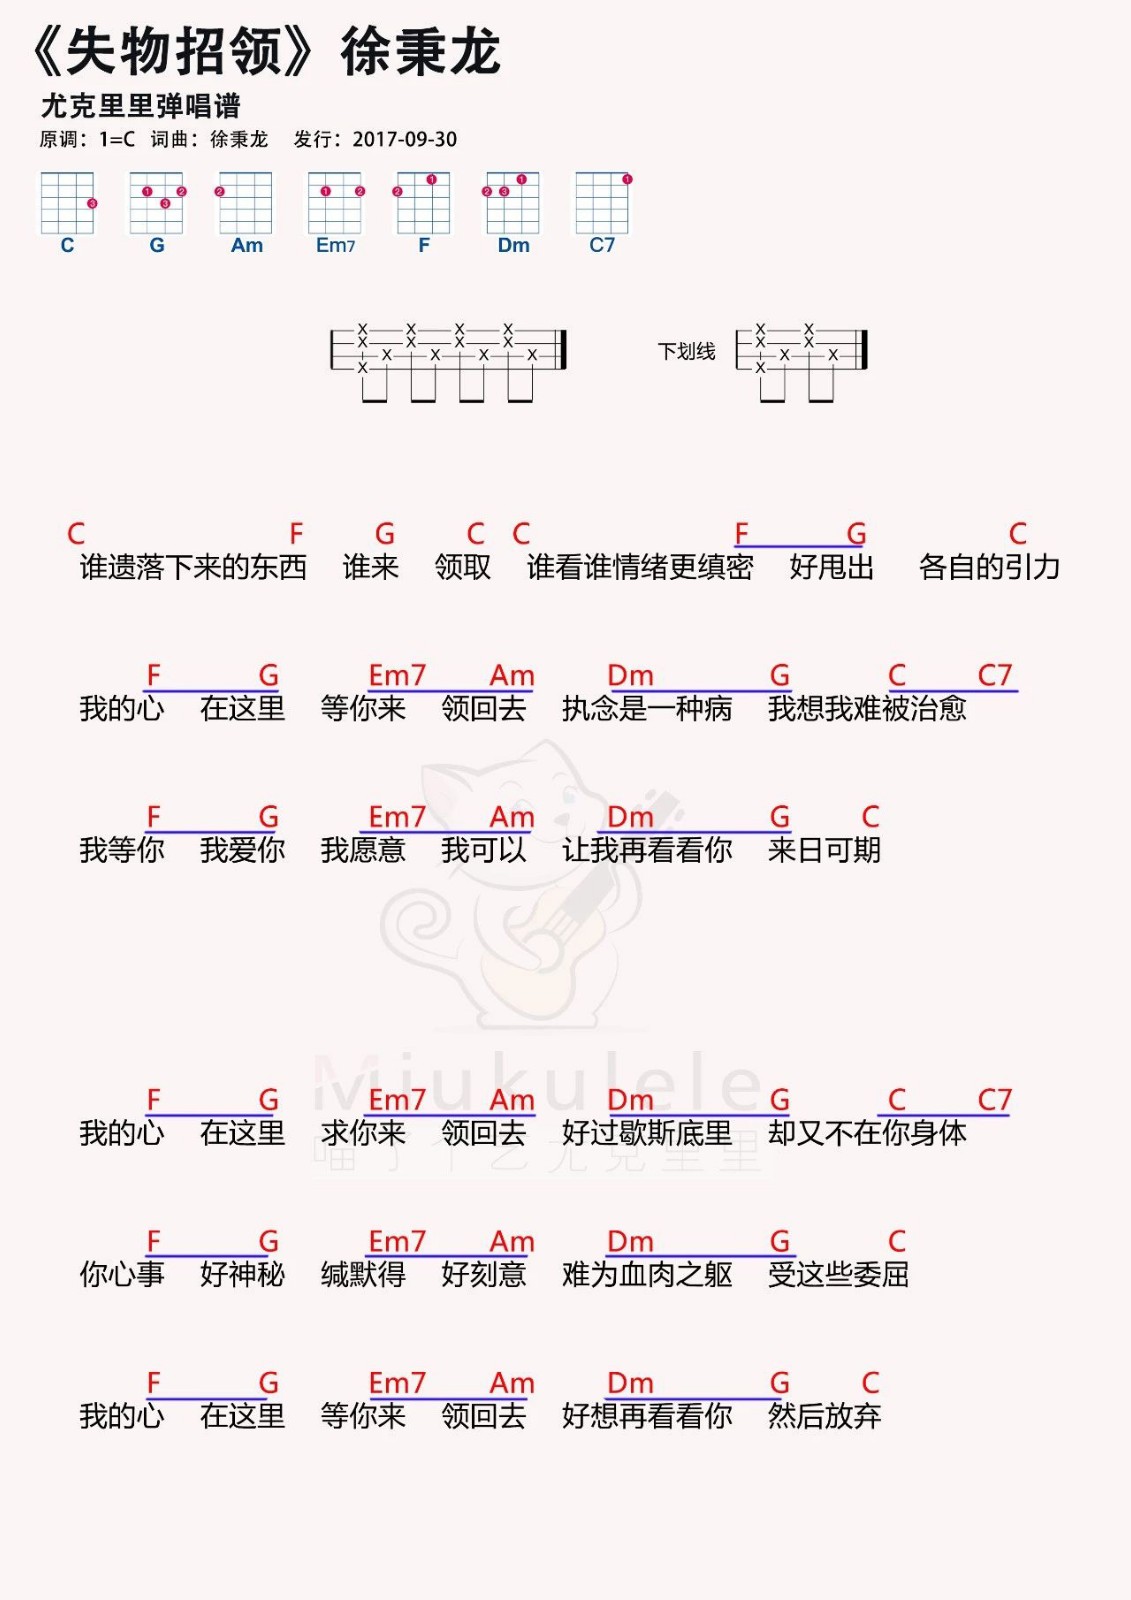 《失物招领》徐秉龙
尤克里里弹唱谱
原调：1=C 词曲：徐秉龙 发行：2017-09-30
C G Am Em7 F Dm C7
下划线
C F G C C F G C
谁遗落下来的东西 谁来 领取 谁看谁情绪更缜密 好甩出 各自的引力
F G Em7 Am Dm G C C7
我的心 在这里 等你来 领回去 执念是一种病 我想我难被治愈
F G Em7 Am Dm G C
我等你 我爱你 我愿意 我可以 让我再看看你 来日可期
Miukulele
F G Em7 Am Dm G C C7
我的心 在这里 求你来 领回去 好过歇斯底里 却又不在你身体
喵了个艺尤克里里
F G Em7 Am Dm G C
你心事 好神秘 缄默得 好刻意 难为血肉之躯 受这些委屈
F G Em7 Am Dm G C
我的心 在这里 等你来 领回去 好想再看看你 然后放弃